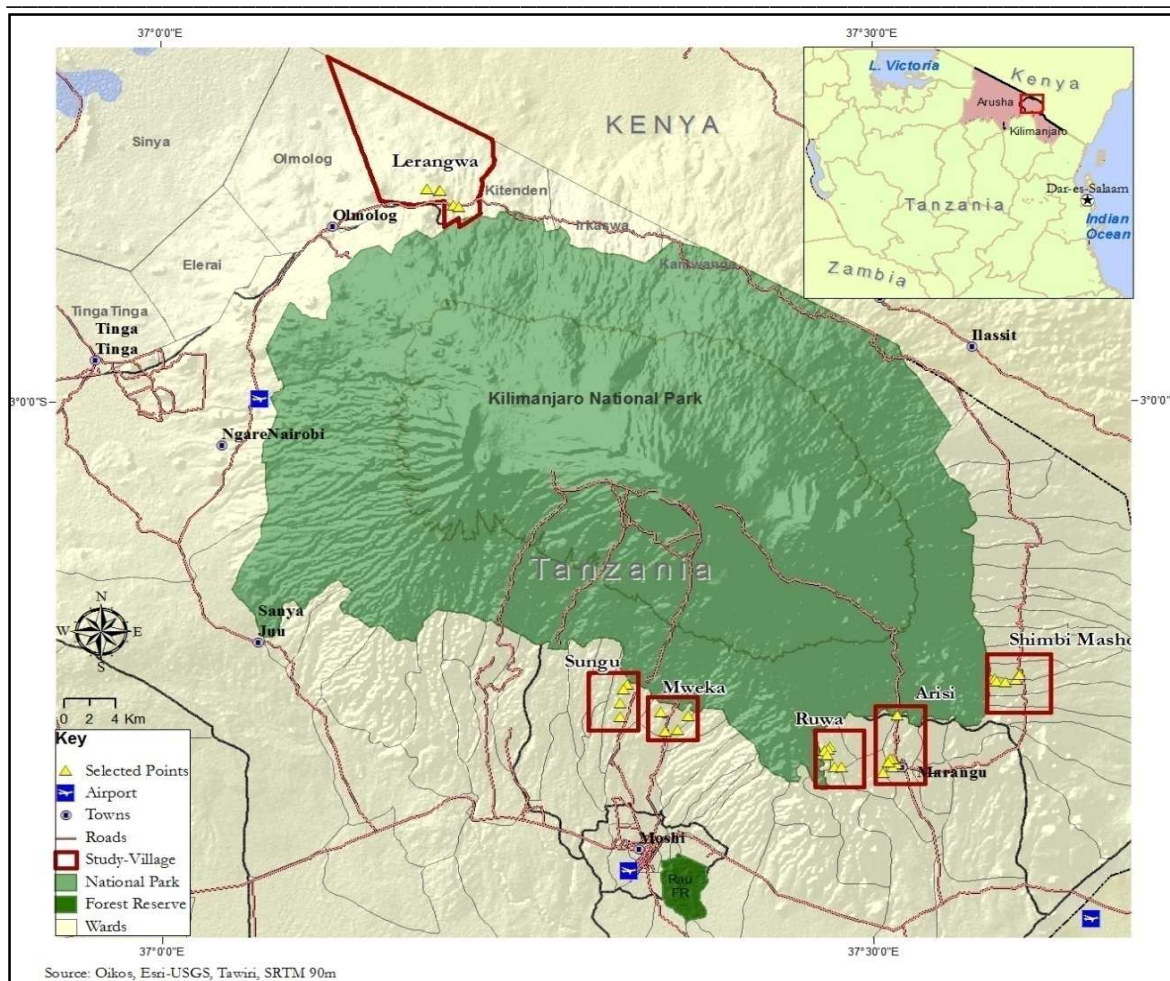 37°0'0"E
37°30'0"E
L. Victoria
Kenya
Arusha
Kilimanjaro
Dar-es-Salaam
Tanzania
Indian
Ocean
Zambia
KENYA
Sinya
Olmolog
Lerangwa
Kitenden
Olmolog
Irkaswa
Kamwanga
Elerai
TingaTinga
Tinga
Tinga
Ilassit
3°0'0"S
3°0'0"
Kilimanjaro National Park
NgareNairobi
Tanzania
Sanya
Juu
N
W
E
S
Shimbi Masho
Sungu
Mweka
Arisi
Ruwa
Marangu
0 2 4 Km
Moshi
Rau
FR
Key
Selected Points
Airport
Towns
Roads
Study-Village
National Park
Forest Reserve
Wards
37°0'0"E
37°30'0"E
Source: Oikos, Esri-USGS, Tawiri, SRTM 90m